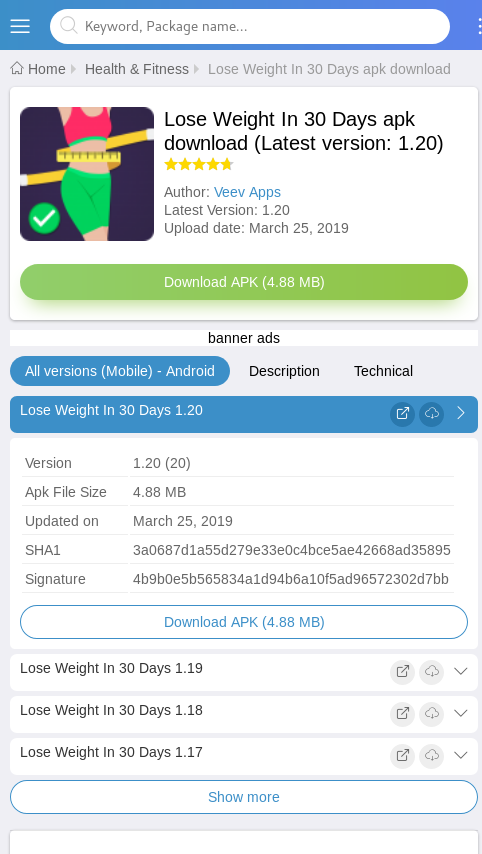 Keyword, Package name...
Home
Health & Fitness
Lose Weight In 30 Days apk download
Lose Weight In 30 Days apk
download (Latest version: 1.20)
Author: Veev Apps
Latest Version: 1.20
Upload date: March 25, 2019
Download APK (4.88 MB)
banner ads
All versions (Mobile) - Android
Description
Technical
Lose Weight In 30 Days 1.20
Version 1.20 (20)
Apk File Size 4.88 MB
Updated on March 25, 2019
SHA1 3a0687d1a55d279e33e0c4bce5ae42668ad35895
Signature 4b9b0e5b565834a1d94b6a10f5ad96572302d7bb
Download APK (4.88 MB)
Lose Weight In 30 Days 1.19
Lose Weight In 30 Days 1.18
Lose Weight In 30 Days 1.17
Show more